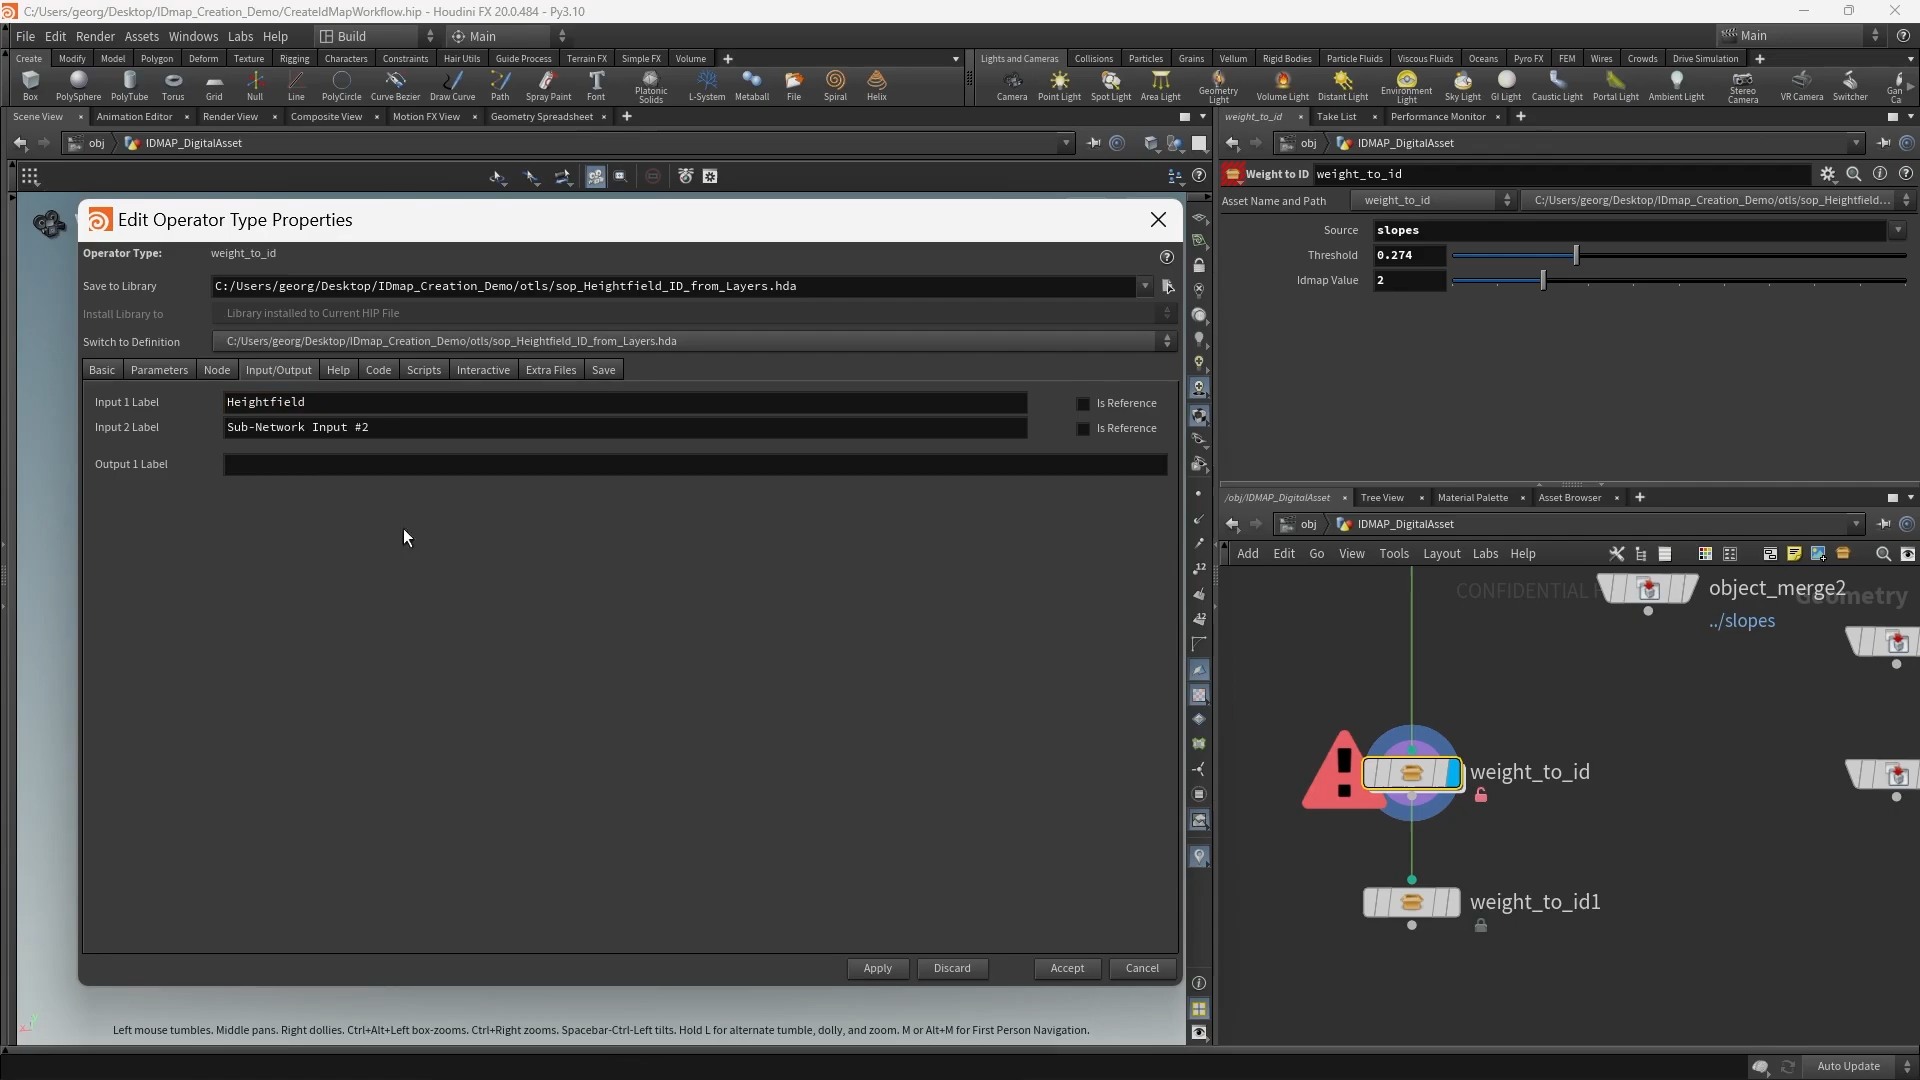 C:/Users/georg/Desktop/IDmap_Creation_Demo/CreateIdMapWorkflow.hip - Houdini FX 20.0.484 - Py3.10
File Edit Render Assets Windows Labs Help Build Main Main
Create Modify Model Polygon Deform Texture Rigging Characters Constraints Hair Utils Guide Process Terrain FX Simple FX Volume
Lights and Cameras Collisions Particles Grains Vellum Rigid Bodies Particle Fluids Viscous Fluids Oceans Pyro FX FEM Wires Crowds Drive Simulation
Box PolySphere PolyTube Torus Grid Null Line PolyCircle Curve Bezier Draw Curve Path Spray Paint Font Platonic Solids L-System Metaball File Spiral Helix
Camera Point Light Spot Light Area Light Geometry Light Volume Light Distant Light Environment Light Sky Light GI Light Caustic Light Portal Light Ambient Light Stereo Camera VR Camera Switcher Gan Ca
Scene View Animation Editor Render View Composite View Motion FX View Geometry Spreadsheet
weight_to_id Take List Performance Monitor
obj IDMAP_DigitalAsset
obj IDMAP_DigitalAsset
Weight to ID weight_to_id
Asset Name and Path weight_to_id C:/Users/georg/Desktop/IDmap_Creation_Demo/otls/sop_Heightfield...
Source slopes
Threshold 0.274
Idmap Value 2
Edit Operator Type Properties
Operator Type: weight_to_id
Save to Library C:/Users/georg/Desktop/IDmap_Creation_Demo/otls/sop_Heightfield_ID_from_Layers.hda
Install Library to Library installed to Current HIP File
Switch to Definition C:/Users/georg/Desktop/IDmap_Creation_Demo/otls/sop_Heightfield_ID_from_Layers.hda
Basic Parameters Node Input/Output Help Code Scripts Interactive Extra Files Save
Input 1 Label Heightfield Is Reference
Input 2 Label Sub-Network Input #2 Is Reference
Output 1 Label
Apply Discard Accept Cancel
Left mouse tumbles. Middle pans. Right dollies. Ctrl+Alt+Left box-zooms. Ctrl+Right zooms. Spacebar-Ctrl-Left tilts. Hold L for alternate tumble, dolly, and zoom. M or Alt+M for First Person Navigation.
12
12
/obj/IDMAP_DigitalAsset Tree View Material Palette Asset Browser
obj IDMAP_DigitalAsset
Add Edit Go View Tools Layout Labs Help
CONFIDENTIAL
Geometry
object_merge2
../slopes
weight_to_id
weight_to_id1
Auto Update